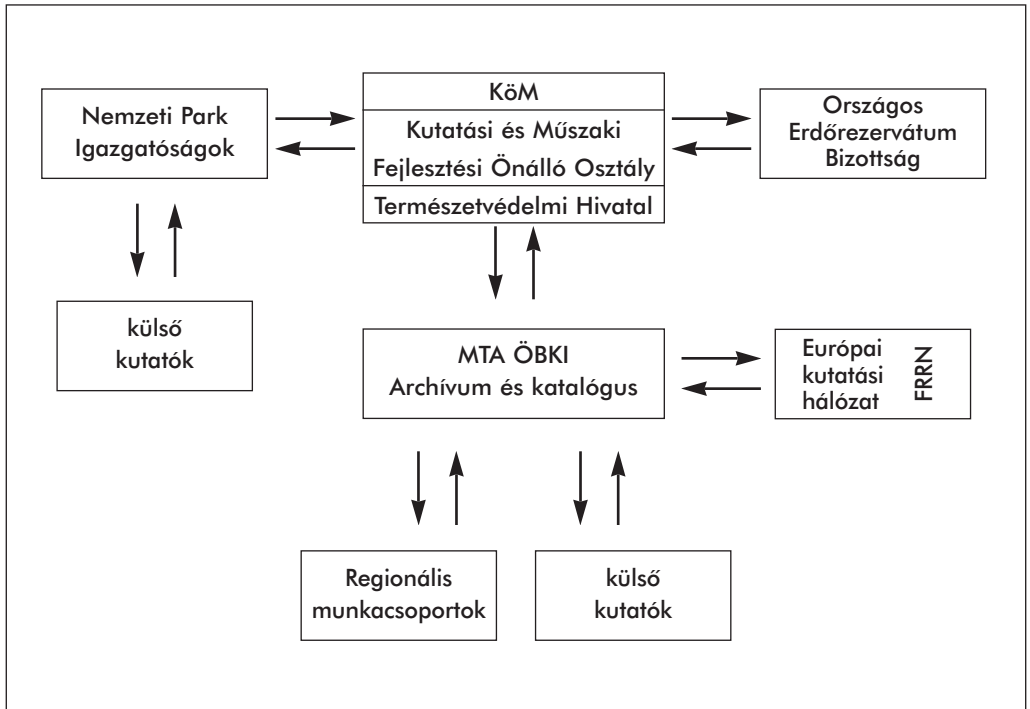 Nemzeti Park
Igazgatóságok
KöM
Kutatási és Műszaki
Fejlesztési Önálló Osztály
Természetvédelmi Hivatal
Országos
Erdőrezervátum
Bizottság
külső
kutatók
MTA ÖBKI
Archívum és katalógus
Európai
kutatási
hálózat
FRRN
Regionális
munkacsoportok
külső
kutatók